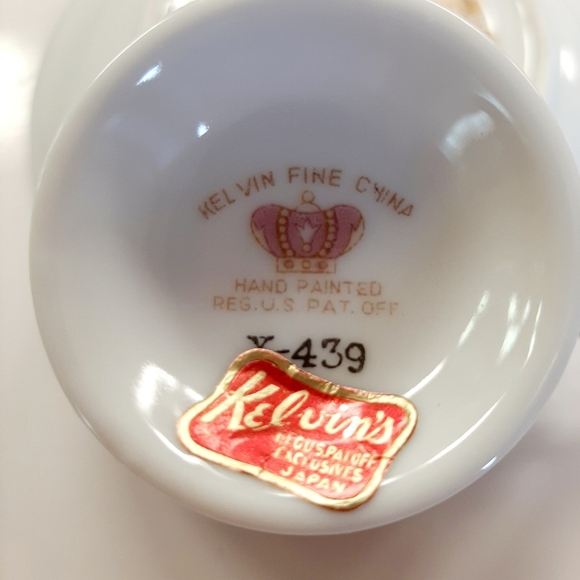 KELVIN FINE CHINA
HAND PAINTED
REG.U.S. PAT. OFF.
X-439
Kelvin's
REG.U.S.PAT.OFF
EXCLUSIVES
JAPAN